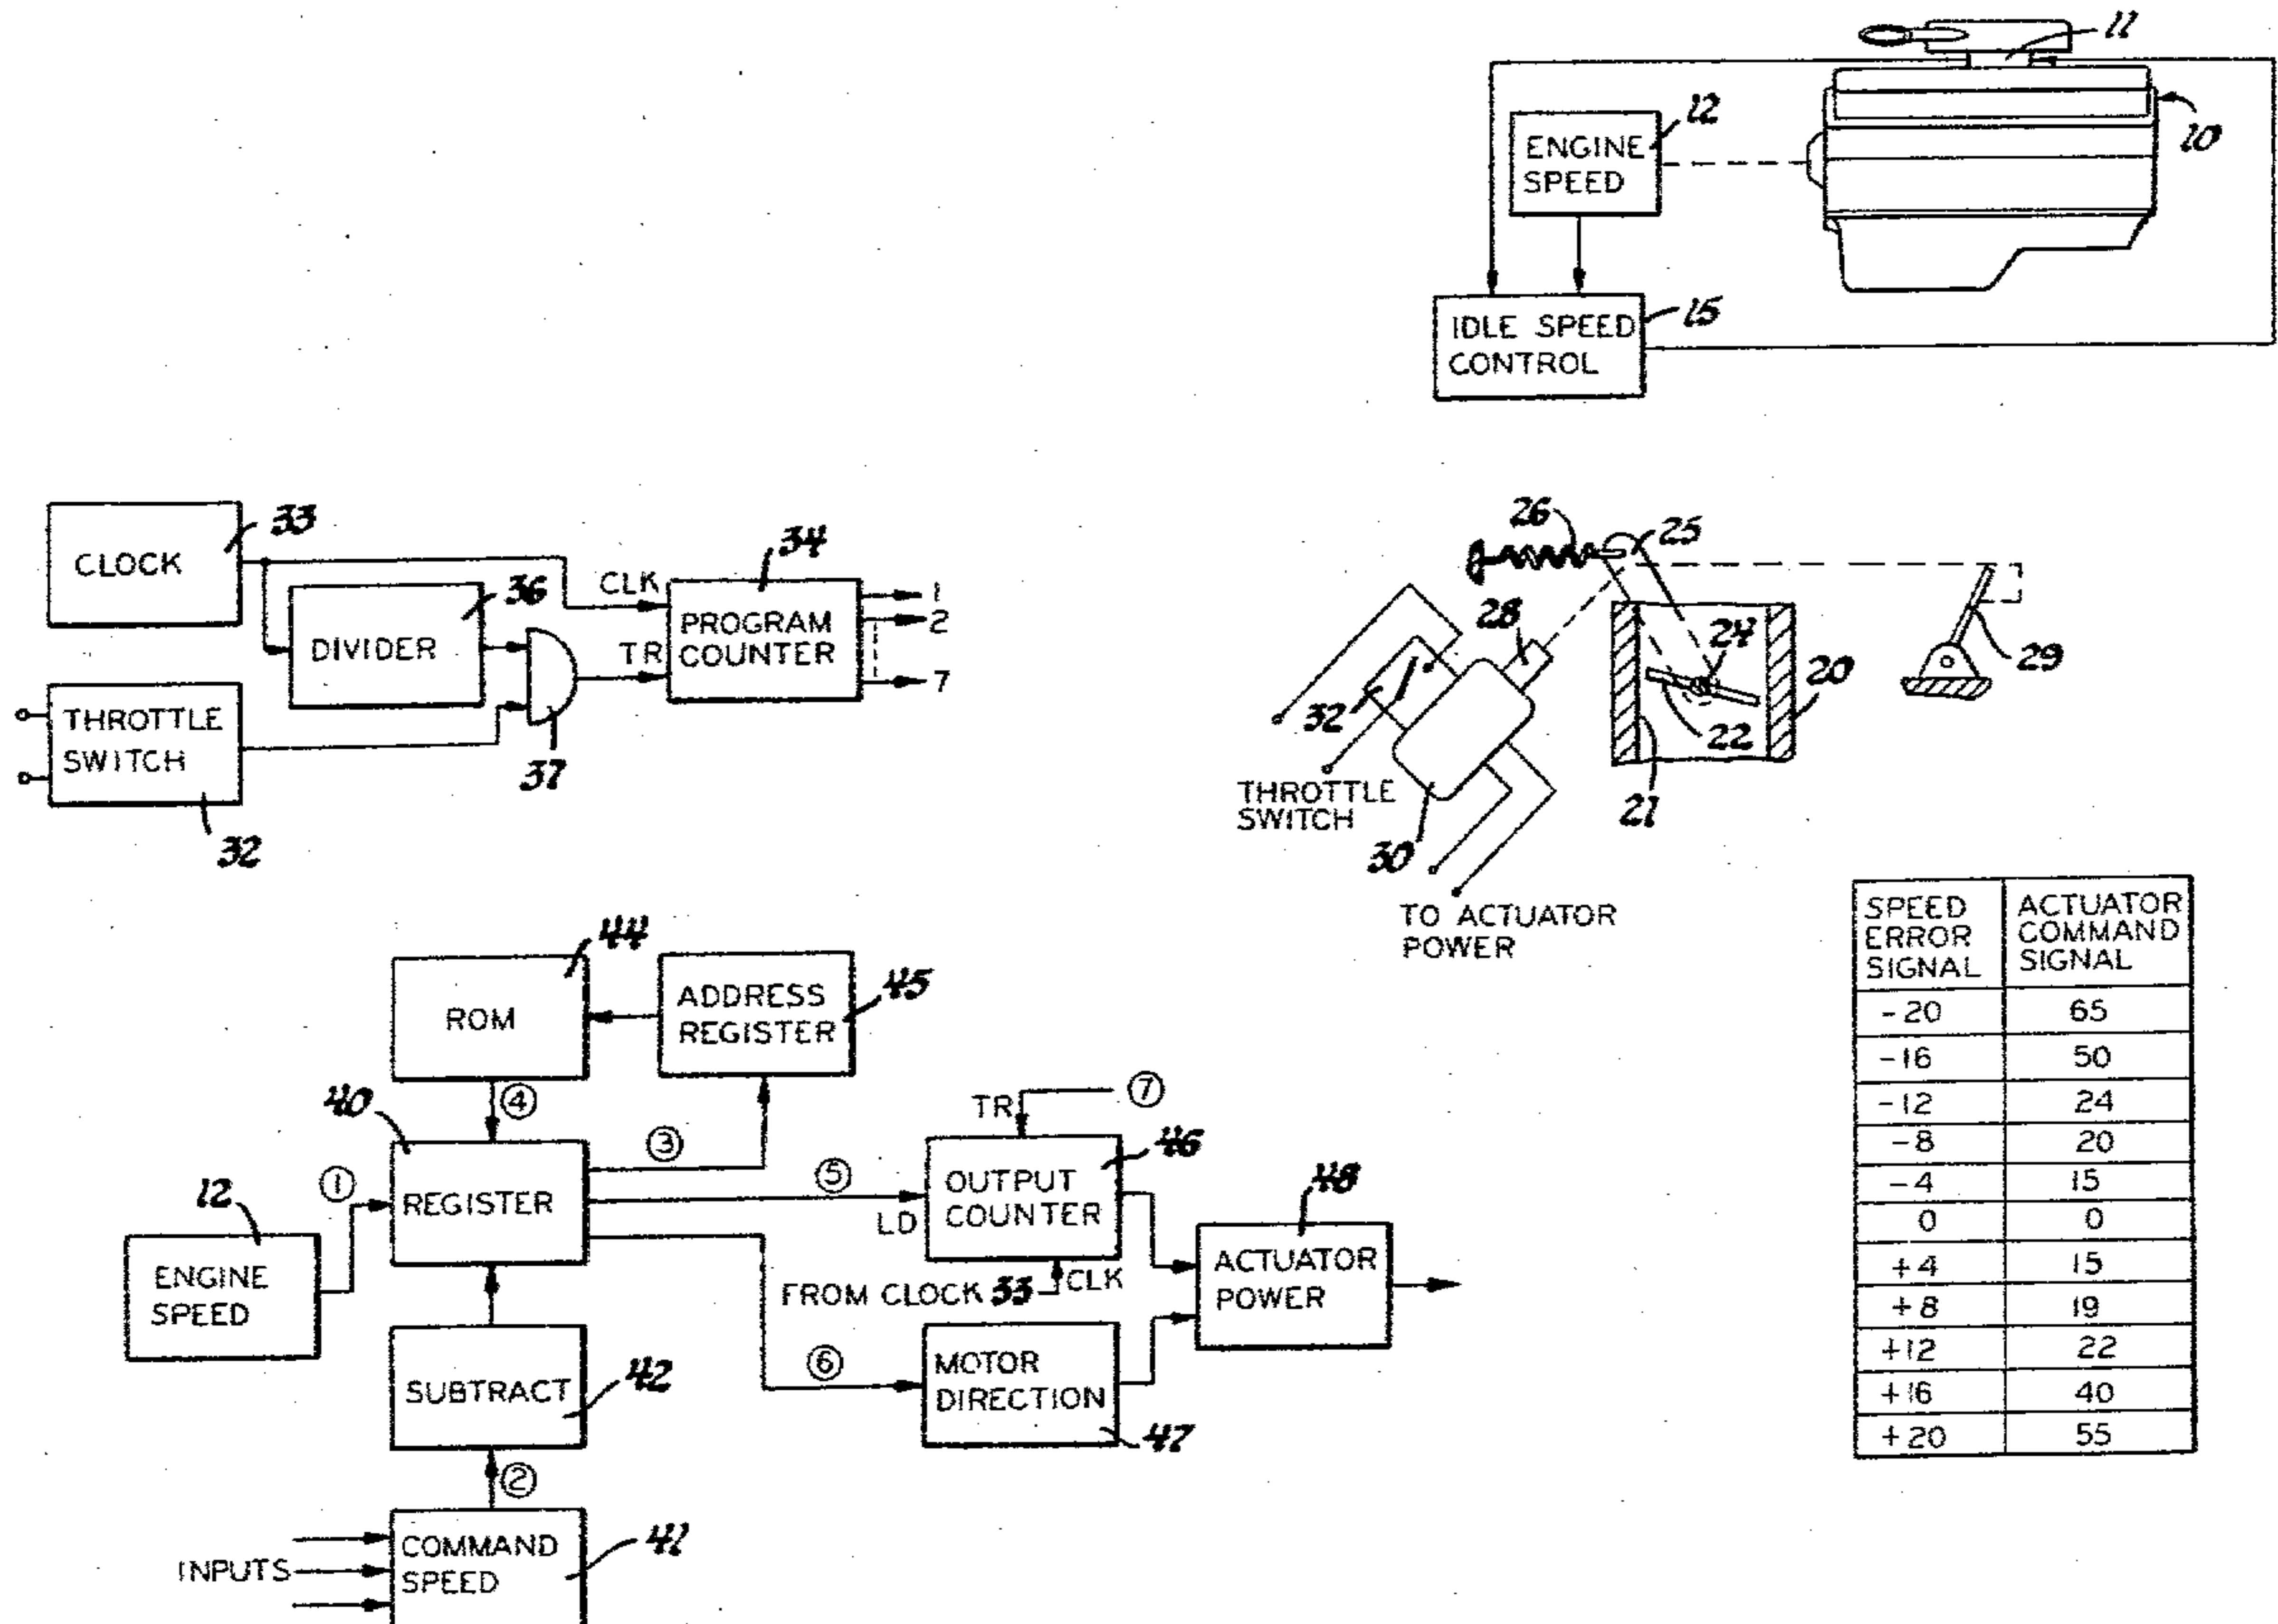 11
12
ENGINE
SPEED
10
15
IDLE SPEED
CONTROL
33
CLOCK
34
CLK
36
DIVIDER
TR
PROGRAM
COUNTER
1
2
7
THROTTLE
SWITCH
37
32
26
25
28
24
20
29
32
22
21
THROTTLE
SWITCH
30
TO ACTUATOR
POWER
44
ROM
ADDRESS
REGISTER
45
40
④
③
TR
⑦
46
12
①
REGISTER
⑤
LD
OUTPUT
COUNTER
48
ENGINE
SPEED
FROM CLOCK 33
CLK
ACTUATOR
POWER
SUBTRACT
42
⑥
MOTOR
DIRECTION
47
②
INPUTS
COMMAND
SPEED
41
SPEED ERROR SIGNAL ACTUATOR COMMAND SIGNAL
-20 65
-16 50
-12 24
-8 20
-4 15
0 0
+4 15
+8 19
+12 22
+16 40
+20 55